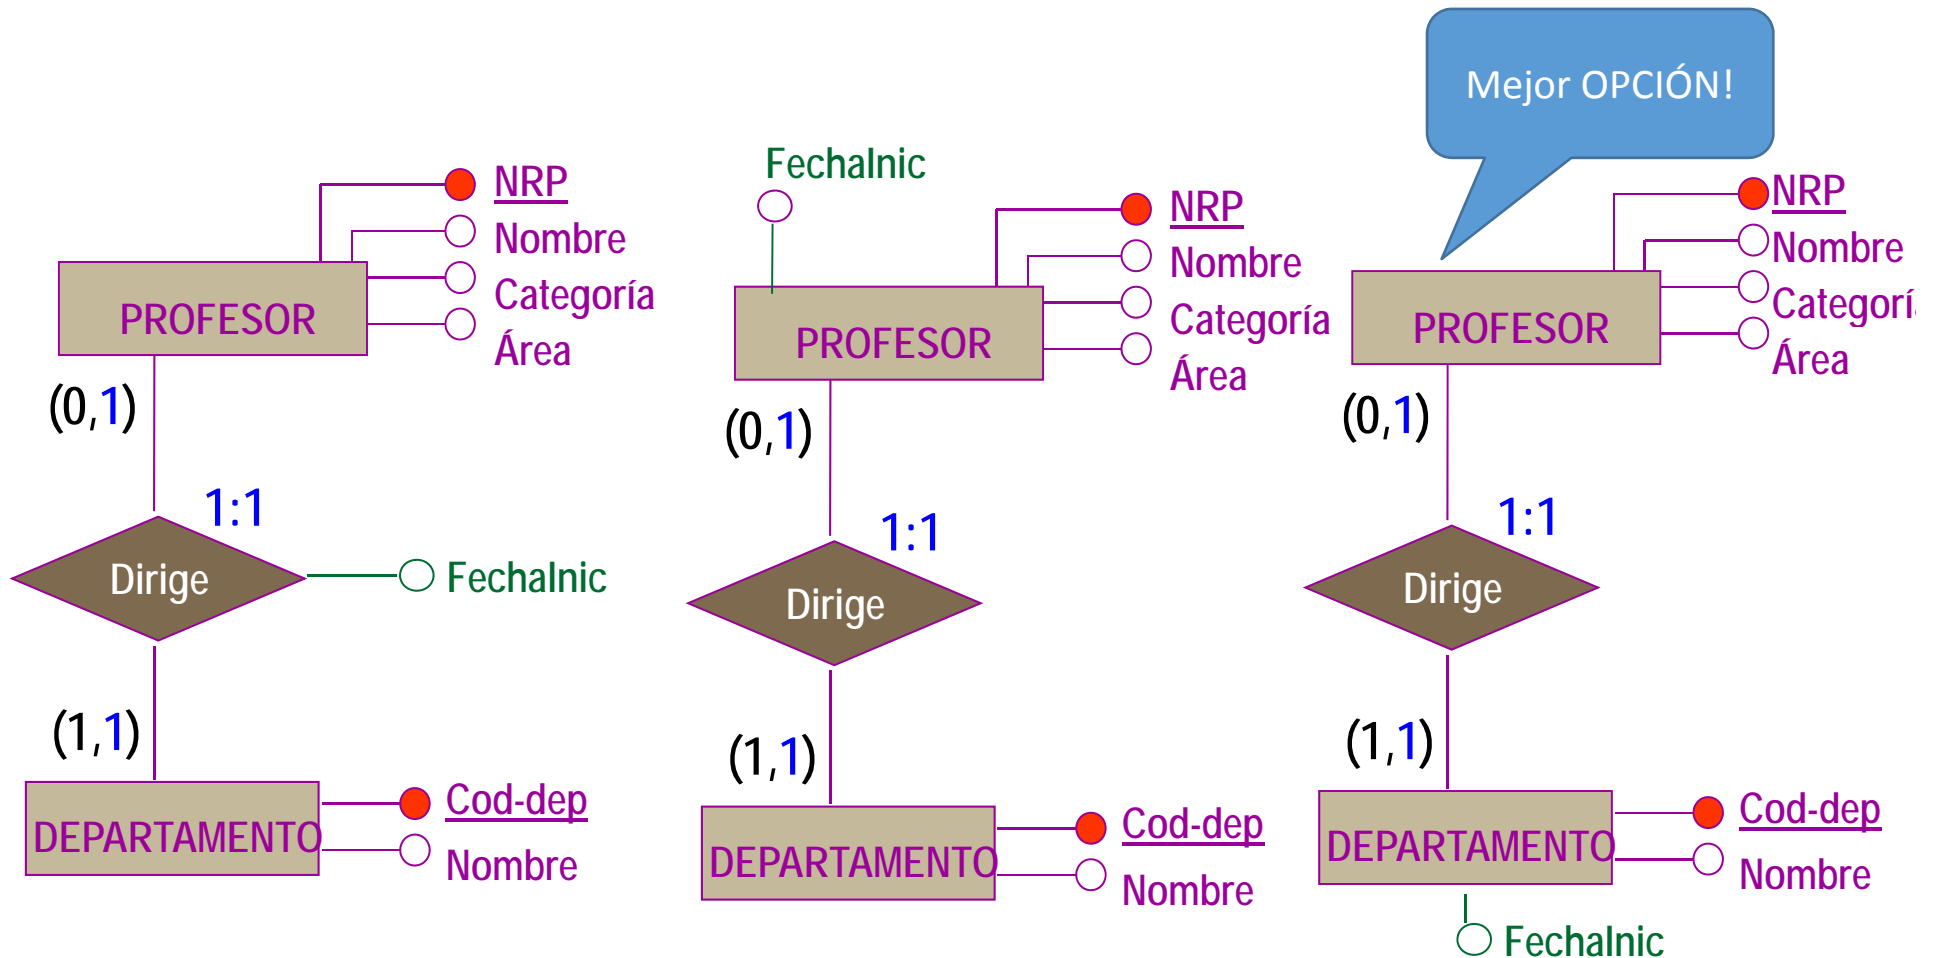 NRP
Nombre
Categoría
Área
PROFESOR
(0,1)
1:1
Dirige
FechaInic
(1,1)
DEPARTAMENTO
Cod-dep
Nombre
FechaInic
NRP
Nombre
Categoría
Área
PROFESOR
(0,1)
1:1
Dirige
(1,1)
DEPARTAMENTO
Cod-dep
Nombre
Mejor OPCIÓN!
NRP
Nombre
Categorí
Área
PROFESOR
(0,1)
1:1
Dirige
(1,1)
DEPARTAMENTO
Cod-dep
Nombre
FechaInic